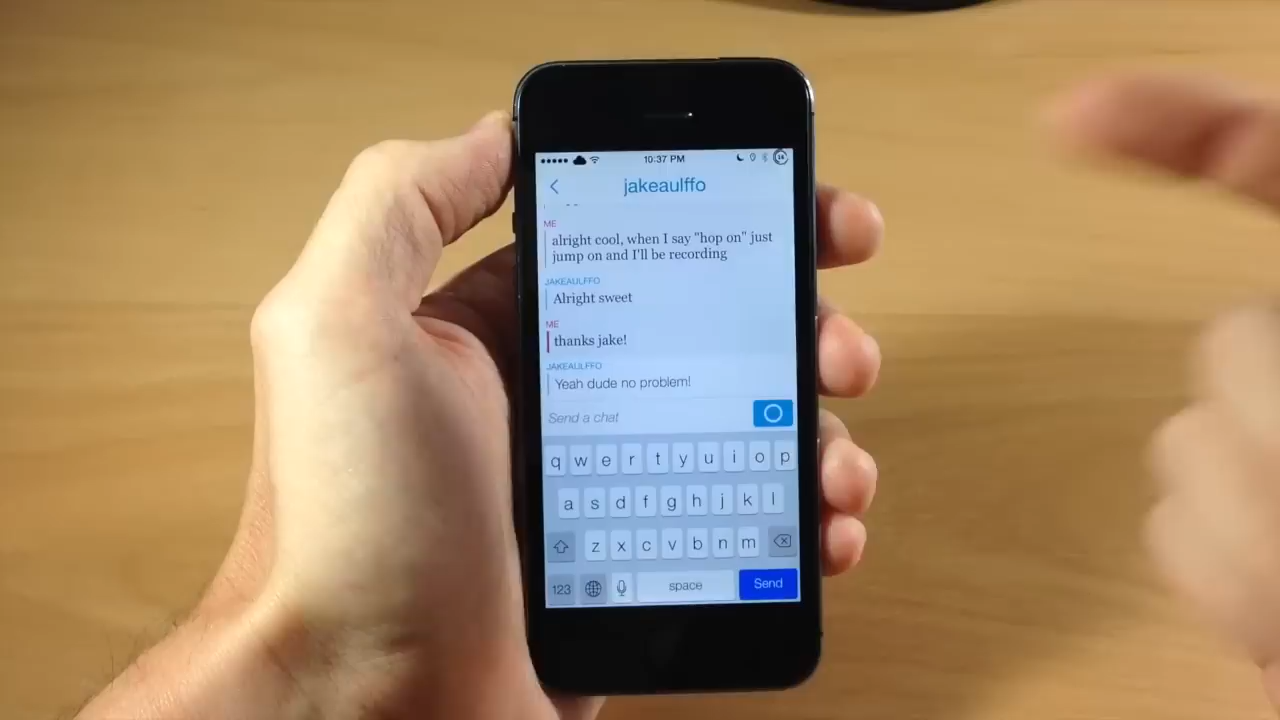 10:37 PM
jakeaulffo
ME
alright cool, when I say "hop on" just
jump on and I'll be recording
JAKEAULFFO
Alright sweet
ME
thanks jake!
JAKEAULFFO
Yeah dude no problem!
Send a chat
q w e r t y u i o p
a s d f g h j k l
z x c v b n m
123 space Send